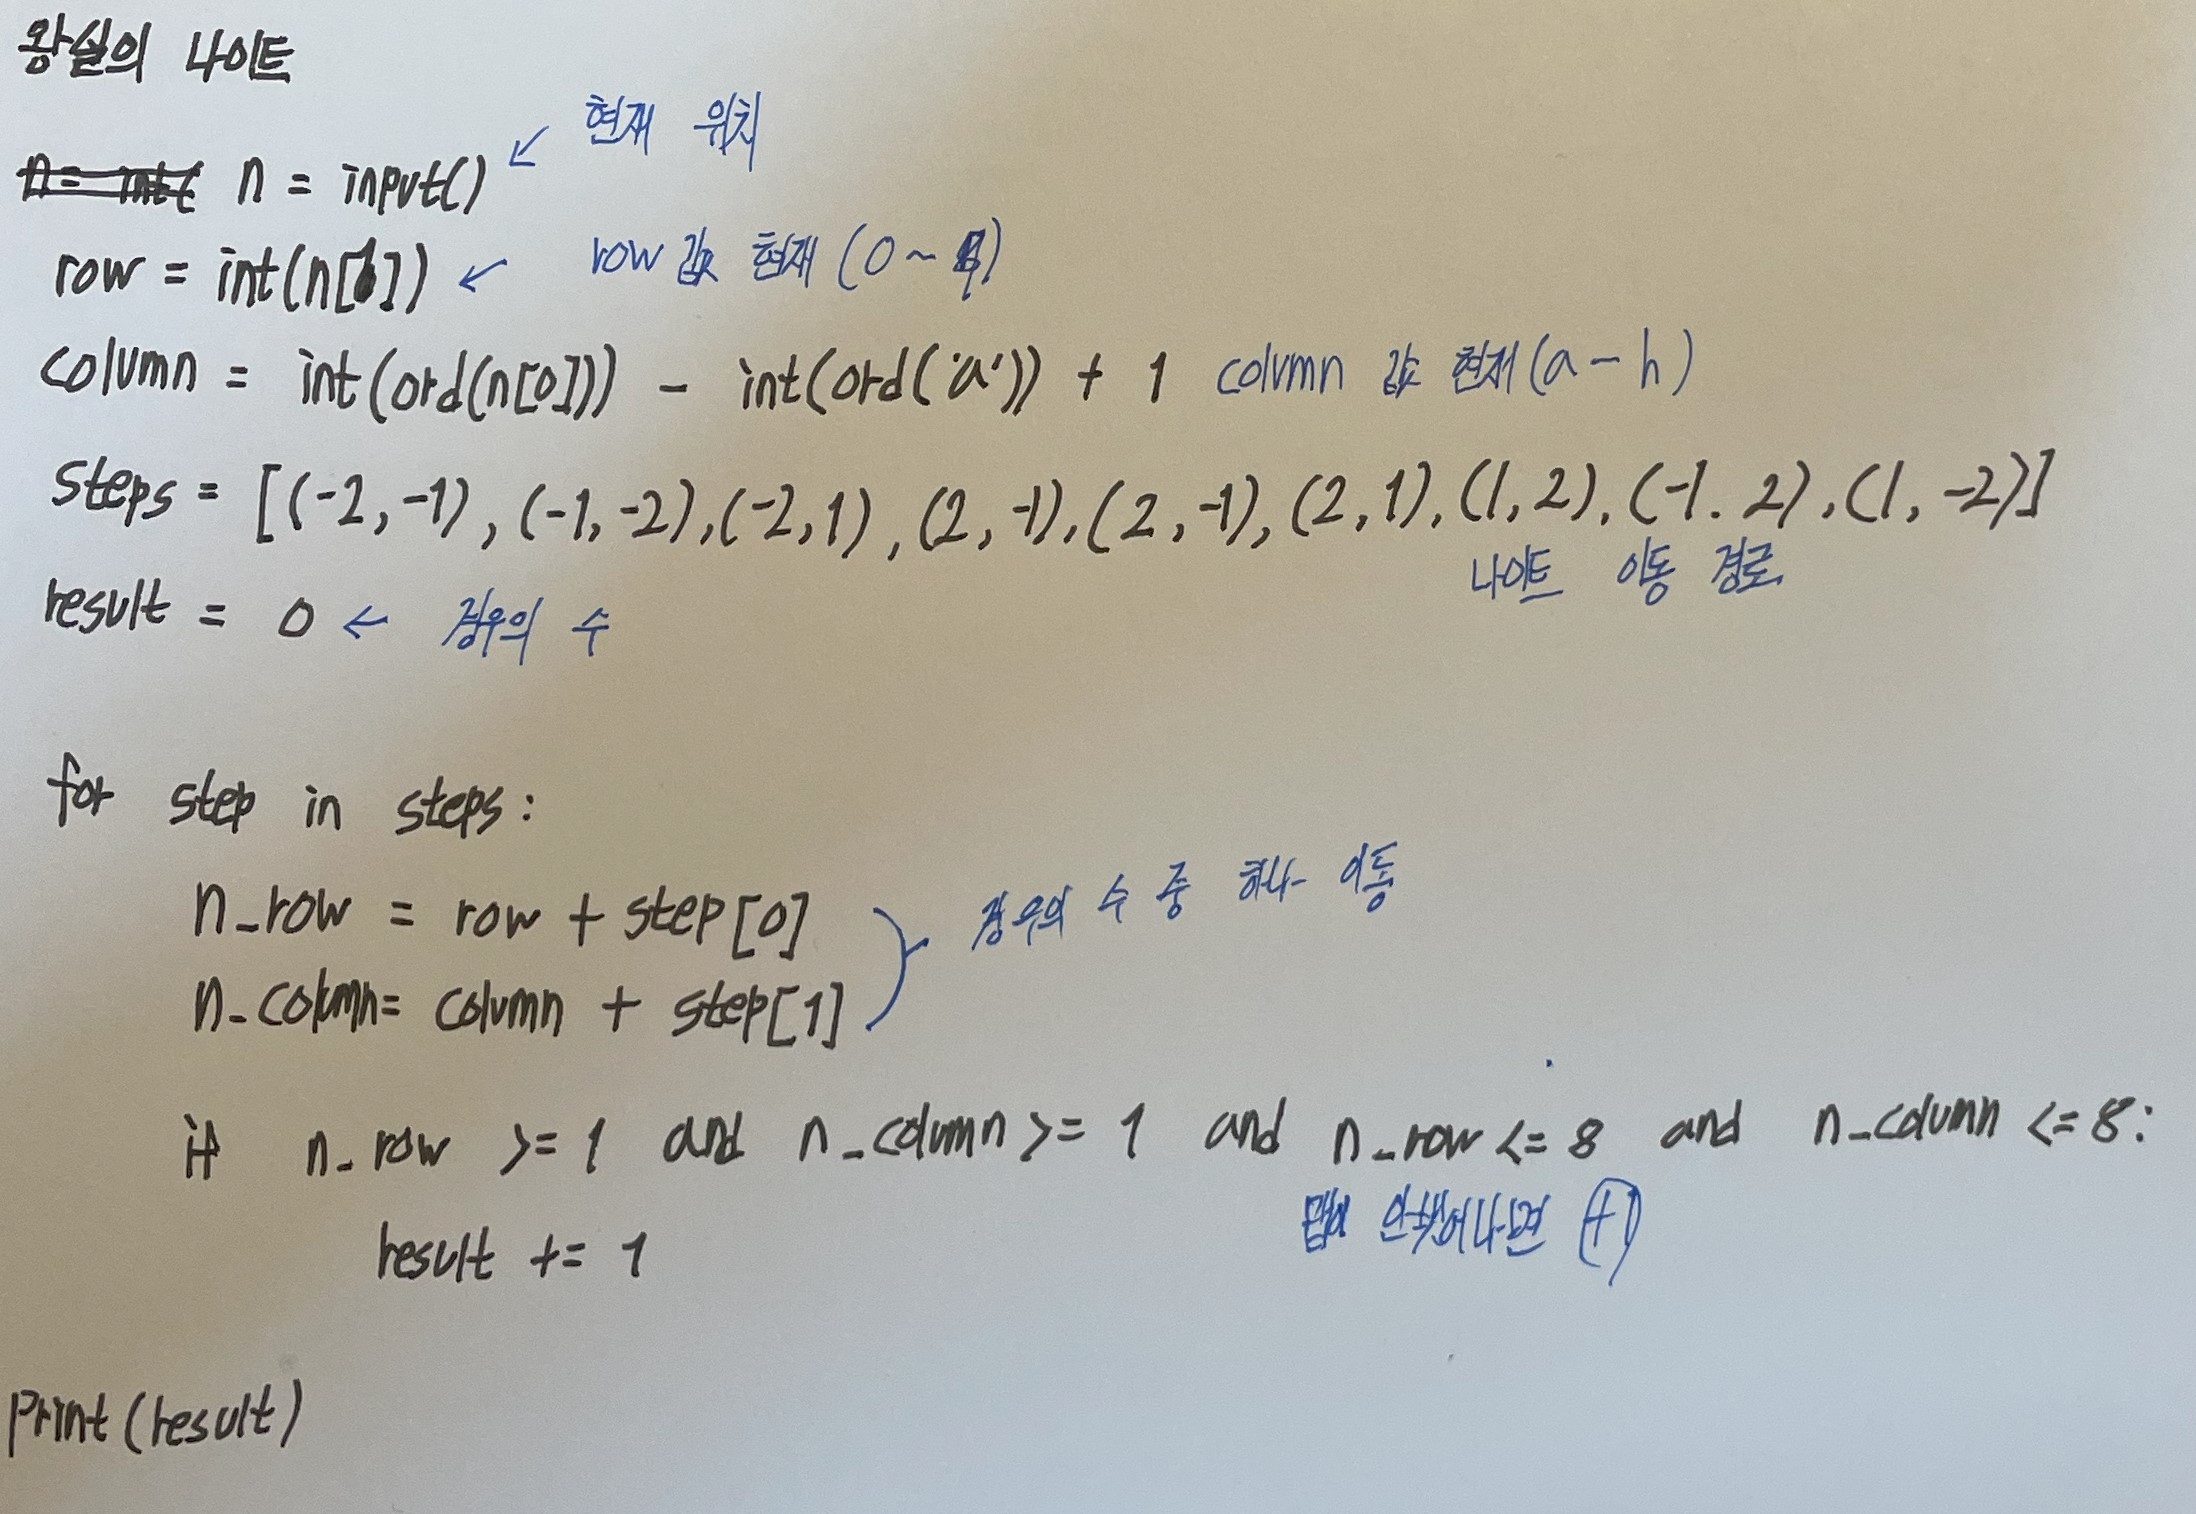 왕실의 나이트
n = int( n = input() ↙ 현재 위치
row = int(n[1]) ↙ row 값 현재 (0 ~ )
column = int(ord(n[0])) - int(ord('a')) + 1 column 값 현재 (a - h)
steps = [(-2, -1), (-1, -2), (-2, 1), (2, -1), (2, -1), (2, 1), (1, 2), (-1. 2), (1, -2)]
나이트 이동 경로
result = 0 ← 경우의 수
for step in steps:
n_row = row + step[0]
경우의 수 중 하나 이동
n_column = column + step[1]
if n_row >= 1 and n_column >= 1 and n_row <= 8 and n_column <= 8:
맵에 안벗어나면 +1
result += 1
print(result)